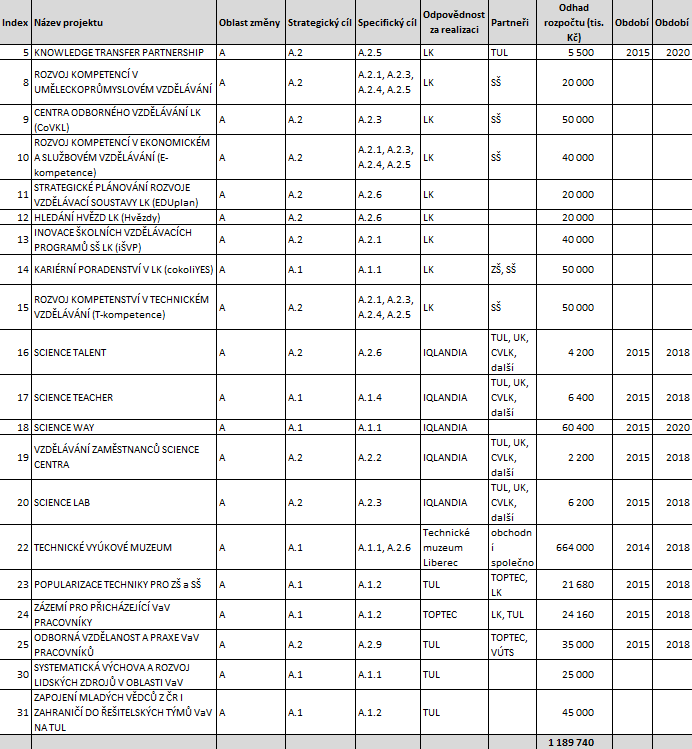 Index Název projektu Oblast změny Strategický cíl Specifický cíl Odpovědnost za realizaci Partneři Odhad rozpočtu (tis. Kč) Období Období
5 KNOWLEDGE TRANSFER PARTNERSHIP A A.2 A.2.5 LK TUL 5 500 2015 2020
8 ROZVOJ KOMPETENCÍ V UMĚLECKOPRŮMYSLOVÉM VZDĚLÁVÁNÍ A A.2 A.2.1, A.2.3, A.2.4, A.2.5 LK SŠ 20 000
9 CENTRA ODBORNÉHO VZDĚLÁVÁNÍ LK (CoVKL) A A.2 A.2.3 LK SŠ 50 000
10 ROZVOJ KOMPETENCÍ V EKONOMICKÉM A SLUŽBOVÉM VZDĚLÁVÁNÍ (E-kompetence) A A.2 A.2.1, A.2.3, A.2.4, A.2.5 LK SŠ 40 000
11 STRATEGICKÉ PLÁNOVÁNÍ ROZVOJE VZDĚLÁVACÍ SOUSTAVY LK (EDUplan) A A.2 A.2.6 LK 20 000
12 HLEDÁNÍ HVĚZD LK (Hvězdy) A A.2 A.2.6 LK 20 000
13 INOVACE ŠKOLNÍCH VZDĚLÁVACÍCH PROGRAMŮ SŠ LK (iŠVP) A A.2 A.2.1 LK 40 000
14 KARIÉRNÍ PORADENSTVÍ V LK (cokoliYES) A A.1 A.1.1 LK ZŠ, SŠ 50 000
15 ROZVOJ KOMPETENSTVÍ V TECHNICKÉM VZDĚLÁVÁNÍ (T-kompetence) A A.2 A.2.1, A.2.3, A.2.4, A.2.5 LK SŠ 50 000
16 SCIENCE TALENT A A.2 A.2.6 IQLANDIA TUL, UK, CVLK, další 4 200 2015 2018
17 SCIENCE TEACHER A A.1 A.1.4 IQLANDIA TUL, UK, CVLK, další 6 400 2015 2018
18 SCIENCE WAY A A.1 A.1.1 IQLANDIA 60 400 2015 2020
19 VZDĚLÁVÁNÍ ZAMĚSTNANCŮ SCIENCE CENTRA A A.2 A.2.2 IQLANDIA TUL, UK, CVLK, další 2 200 2015 2018
20 SCIENCE LAB A A.2 A.2.3 IQLANDIA TUL, UK, CVLK, další 6 200 2015 2018
22 TECHNICKÉ VYÚKOVÉ MUZEUM A A.1 A.1.1, A.2.6 Technické muzeum Liberec obchodní společno 664 000 2014 2018
23 POPULARIZACE TECHNIKY PRO ZŠ a SŠ A A.1 A.1.2 TUL TOPTEC, LK 21 680 2015 2018
24 ZÁZEMÍ PRO PŘICHÁZEJÍCÍ VaV PRACOVNÍKY A A.1 A.1.2 TOPTEC LK, TUL 24 160 2015 2018
25 ODBORNÁ VZDĚLANOST A PRAXE VaV PRACOVNÍKŮ A A.2 A.2.9 TUL TOPTEC, VÚTS 35 000 2015 2018
30 SYSTEMATICKÁ VÝCHOVA A ROZVOJ LIDSKÝCH ZDROJŮ V OBLASTI VaV A A.1 A.1.1 TUL 25 000
31 ZAPOJENÍ MLADÝCH VĚDCŮ Z ČR I ZAHRANIČÍ DO ŘEŠITELSKÝCH TÝMŮ VaV NA TUL A A.1 A.1.2 TUL 45 000
1 189 740